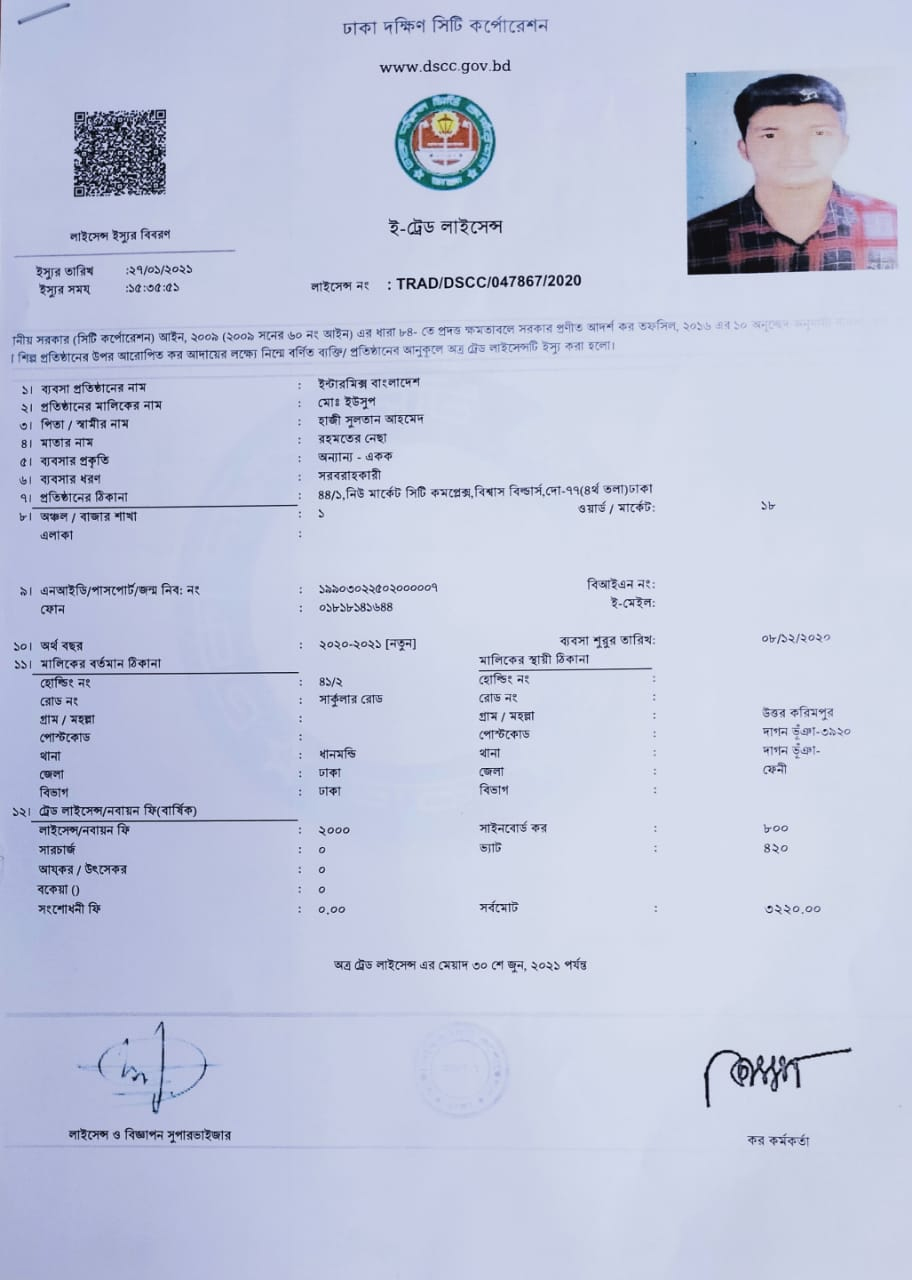 ঢাকা দক্ষিণ সিটি কর্পোরেশন
www.dscc.gov.bd
ই-ট্রেড লাইসেন্স
লাইসেন্স ইস্যুর বিবরণ
ইস্যুর তারিখ :২৭/০১/২০২১
ইস্যুর সময় :১৫:৩৫:৫১
লাইসেন্স নং : TRAD/DSCC/047867/2020
নীয় সরকার (সিটি কর্পোরেশন) আইন, ২০০৯ (২০০৯ সনের ৬০ নং আইন) এর ধারা ৮৪- তে প্রদত্ত ক্ষমতাবলে সরকার প্রণীত আদর্শ কর তফসিল, ২০১৬ এর ১০ অনুচ্ছেদ
। শিল্প প্রতিষ্ঠানের উপর আরোপিত কর আদায়ের লক্ষ্যে নিম্নে বর্ণিত ব্যক্তি/ প্রতিষ্ঠানের আনুকূলে অত্র ট্রেড লাইসেন্সটি ইস্যু করা হলো।
১। ব্যবসা প্রতিষ্ঠানের নাম : ইন্টারমিক্স বাংলাদেশ
২। প্রতিষ্ঠানের মালিকের নাম : মোঃ ইউসুপ
৩। পিতা / স্বামীর নাম : হাজী সুলতান আহমেদ
৪। মাতার নাম : রহমতের নেছা
৫। ব্যবসার প্রকৃতি : অন্যান্য - একক
৬। ব্যবসার ধরণ : সরবরাহকারী
৭। প্রতিষ্ঠানের ঠিকানা : ৪৪/১,নিউ মার্কেট সিটি কমপ্লেক্স,বিশ্বাস বিল্ডার্স,দো-৭৭(৪র্থ তলা)ঢাকা
৮। অঞ্চল / বাজার শাখা : ১ ওয়ার্ড / মার্কেট: ১৮
এলাকা :
৯। এনআইডি/পাসপোর্ট/জন্ম নিব: নং : ১৯৯০৩০২২৫০২০০০০০৭ বিআইএন নং:
ফোন : ০১৮১৮১৪১৬৪৪ ই-মেইল:
১০। অর্থ বছর : ২০২০-২০২১ [নতুন] ব্যবসা শুরুর তারিখ: ০৮/১২/২০২০
১১। মালিকের বর্তমান ঠিকানা মালিকের স্থায়ী ঠিকানা
হোল্ডিং নং : ৪১/২ হোল্ডিং নং :
রোড নং : সার্কুলার রোড রোড নং :
গ্রাম / মহল্লা : গ্রাম / মহল্লা : উত্তর করিমপুর
পোস্টকোড : পোস্টকোড : দাগন ভূঁঞা-৩৯২০
থানা : ধানমন্ডি থানা : দাগন ভূঁঞা-
জেলা : ঢাকা জেলা : ফেনী
বিভাগ : ঢাকা বিভাগ :
১২। ট্রেড লাইসেন্স/নবায়ন ফি(বার্ষিক)
লাইসেন্স/নবায়ন ফি : ২০০০ সাইনবোর্ড কর : ৮০০
সারচার্জ : ০ ভ্যাট : ৪২০
আয়কর / উৎসেকর : ০
বকেয়া () : ০
সংশোধনী ফি : ০.০০ সর্বমোট : ৩২২০.০০
অত্র ট্রেড লাইসেন্স এর মেয়াদ ৩০ শে জুন, ২০২১ পর্যন্ত
লাইসেন্স ও বিজ্ঞাপন সুপারভাইজার
কর কর্মকর্তা